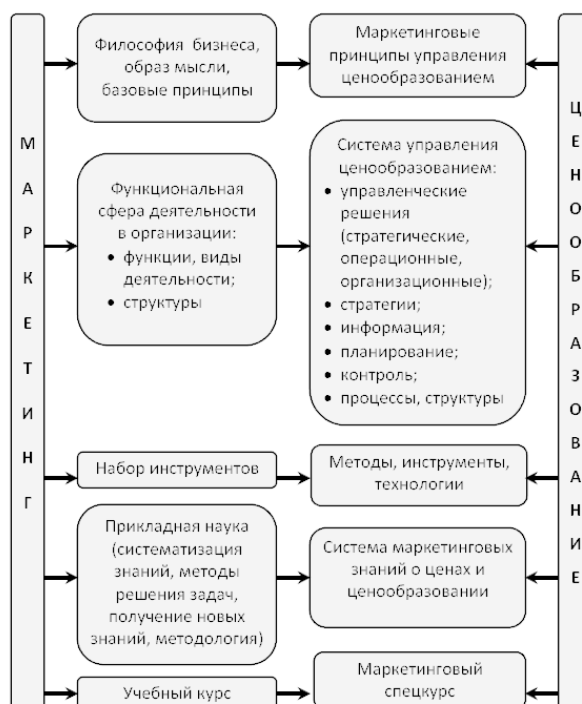 МАРКЕТИНГ
Философия бизнеса,
образ мысли,
базовые принципы
Маркетинговые
принципы управления
ценообразованием
Функциональная
сфера деятельности
в организации:
• функции, виды
деятельности;
• структуры
Система управления
ценообразованием:
• управленческие
решения
(стратегические,
операционные,
организационные);
• стратегии;
• информация;
• планирование;
• контроль;
• процессы, структуры
Набор инструментов
Методы, инструменты,
технологии
Прикладная наука
(систематизация
знаний, методы
решения задач,
получение новых
знаний, методология)
Система маркетинговых
знаний о ценах и
ценообразовании
Учебный курс
Маркетинговый
спецкурс
ЦЕНООБРАЗОВАНИЕ